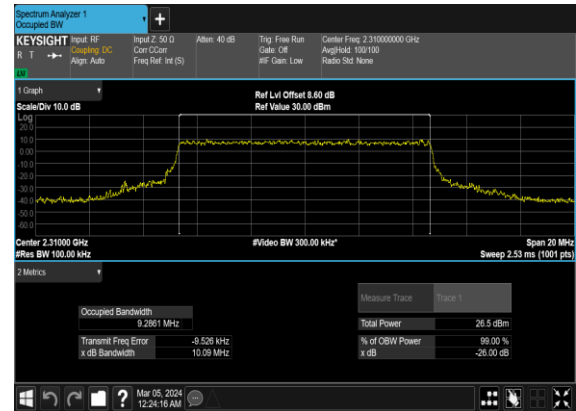 Spectrum Analyzer 1
Occupied BW
+
KEYSIGHT Input: RF Input Z: 50 Ω Atten: 40 dB Trig: Free Run Center Freq: 2.310000000 GHz
R T Coupling: DC Corr CCorr Gate: Off Avg|Hold: 100/100
Align: Auto Freq Ref: Int (S) #IF Gain: Low Radio Std: None
LXI
1 Graph
Ref Lvl Offset 8.60 dB
Scale/Div 10.0 dB Ref Value 30.00 dBm
Log
20.0
10.0
0.00
-10.0
-20.0
-30.0
-40.0
-50.0
-60.0
Center 2.31000 GHz #Video BW 300.00 kHz* Span 20 MHz
#Res BW 100.00 kHz Sweep 2.53 ms (1001 pts)
2 Metrics
Measure Trace Trace 1
Occupied Bandwidth
9.2861 MHz Total Power 26.5 dBm
Transmit Freq Error -9.526 kHz % of OBW Power 99.00 %
x dB Bandwidth 10.09 MHz x dB -26.00 dB
? Mar 05, 2024
12:24:16 AM